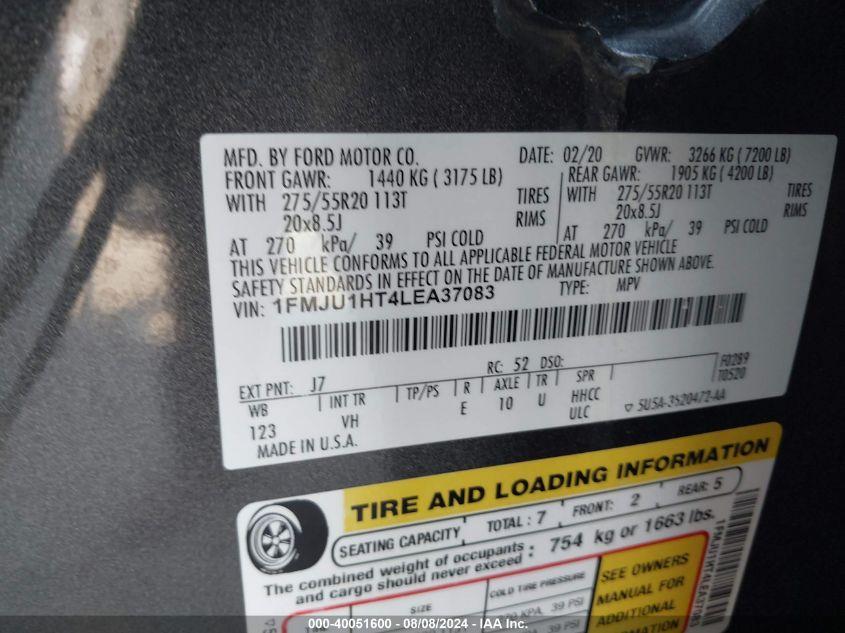 MFD. BY FORD MOTOR CO. DATE: 02/20 GVWR: 3266 KG ( 7200 LB)
FRONT GAWR: 1440 KG ( 3175 LB) REAR GAWR: 1905 KG ( 4200 LB)
WITH 275/55R20 113T TIRES WITH 275/55R20 113T TIRES
20x8.5J RIMS 20x8.5J RIMS
AT 270 kPa/ 39 PSI COLD AT 270 kPa/ 39 PSI COLD
THIS VEHICLE CONFORMS TO ALL APPLICABLE FEDERAL MOTOR VEHICLE
SAFETY STANDARDS IN EFFECT ON THE DATE OF MANUFACTURE SHOWN ABOVE.
VIN: 1FMJU1HT4LEA37083 TYPE: MPV
EXT PNT: J7 RC: 52 DSO: F0289
WB INT TR TP/PS R AXLE TR SPR T0520
123 VH E 10 U HHCC
ULC ▽ 5U5A-3520472-AA
MADE IN U.S.A.
TIRE AND LOADING INFORMATION
SEATING CAPACITY TOTAL : 7 FRONT: 2 REAR: 5
The combined weight of occupants and cargo should never exceed : 754 kg or 1663 lbs.
SIZE COLD TIRE PRESSURE
39 PSI
SEE OWNERS
MANUAL FOR
ADDITIONAL
INFORMATION
1FMJU1HT4LEA37083
000-40051600 - 08/08/2024 - IAA Inc.